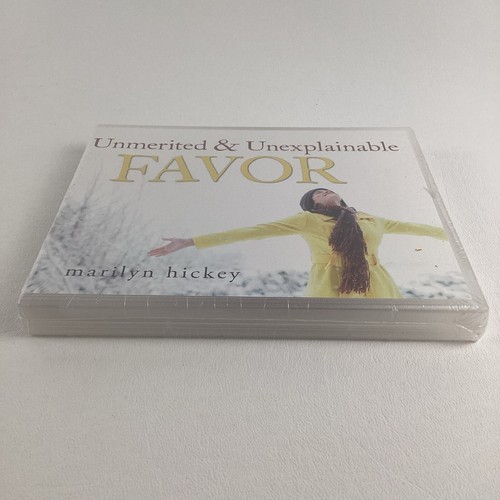 Unmerited & Unexplainable
FAVOR
marilyn hickey